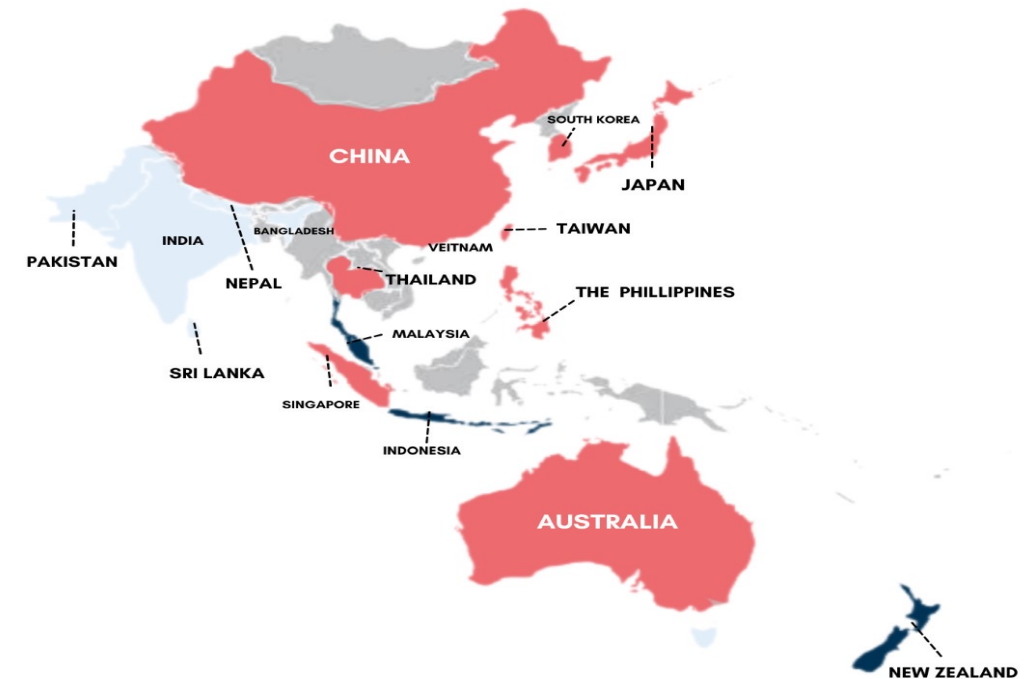 SOUTH KOREA
CHINA
JAPAN
TAIWAN
BANGLADESH
INDIA
VEITNAM
PAKISTAN
NEPAL
THAILAND
THE PHILLIPPINES
MALAYSIA
SRI LANKA
SINGAPORE
INDONESIA
AUSTRALIA
NEW ZEALAND